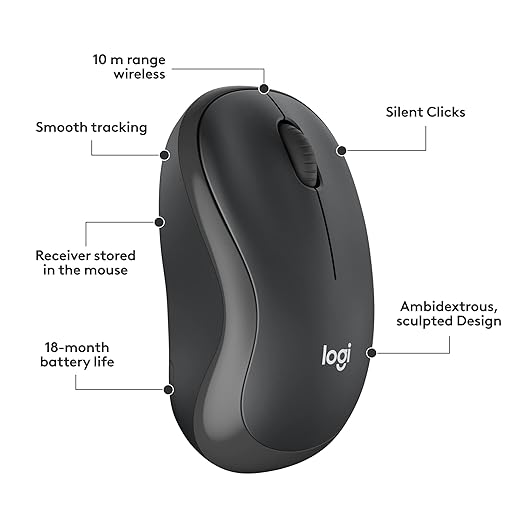 10 m range
wireless
Silent Clicks
Smooth tracking
Receiver stored
in the mouse
Ambidextrous,
sculpted Design
18-month
battery life
logi